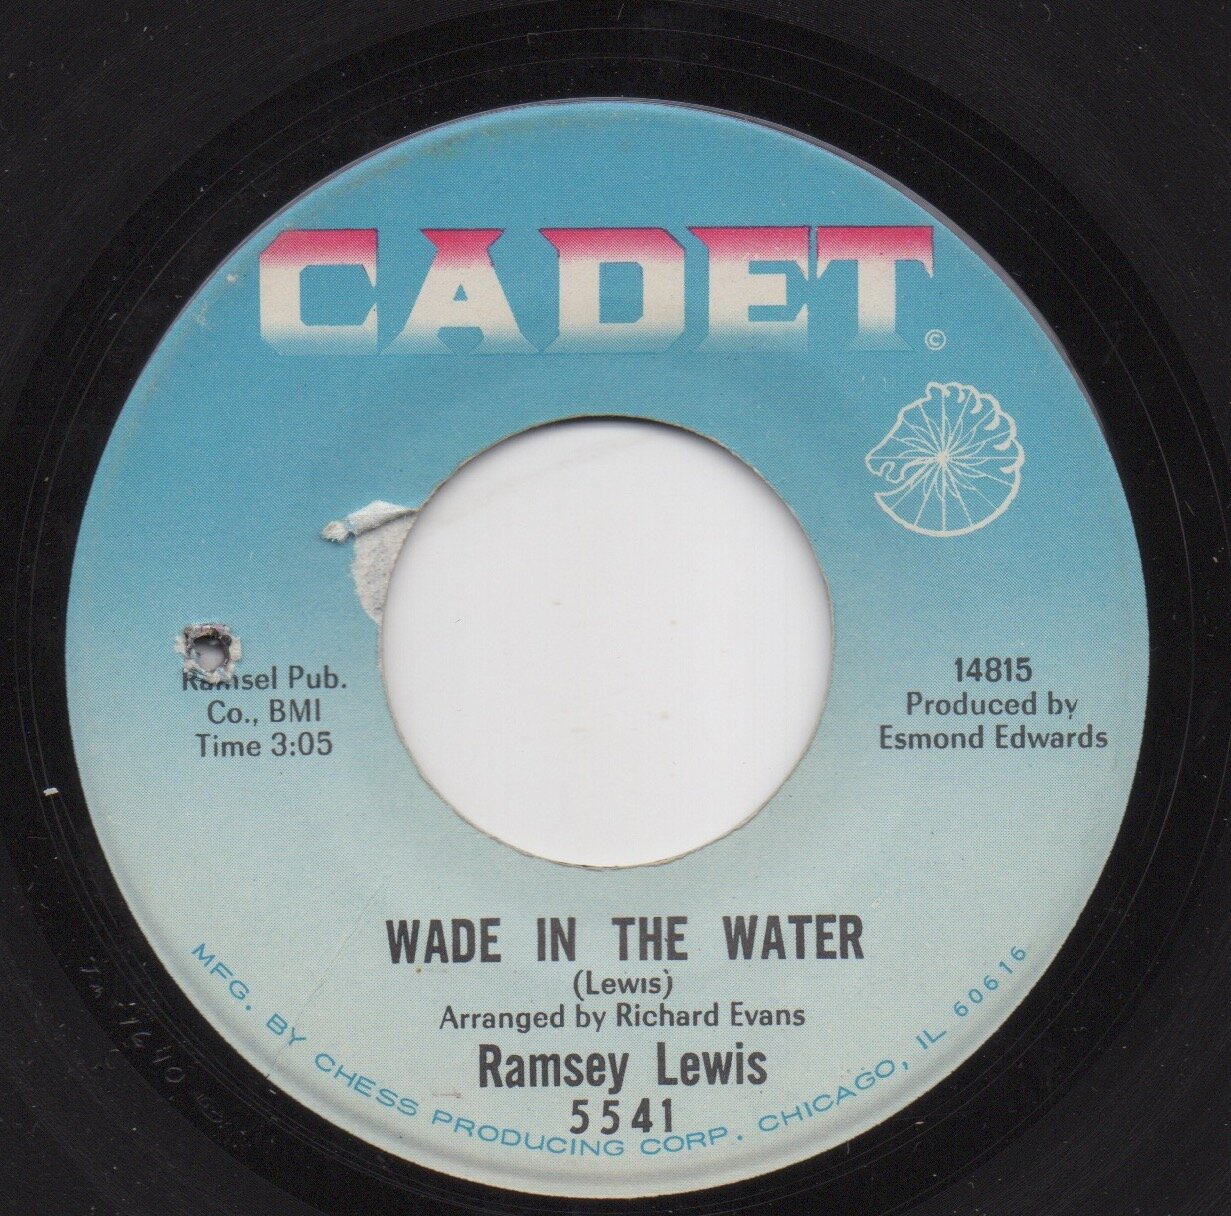 CADET
©
Ramsel Pub.
Co., BMI
Time 3:05
14815
Produced by
Esmond Edwards
WADE IN THE WATER
(Lewis)
Arranged by Richard Evans
Ramsey Lewis
5541
MFG. BY CHESS PRODUCING CORP. CHICAGO, IL 60616